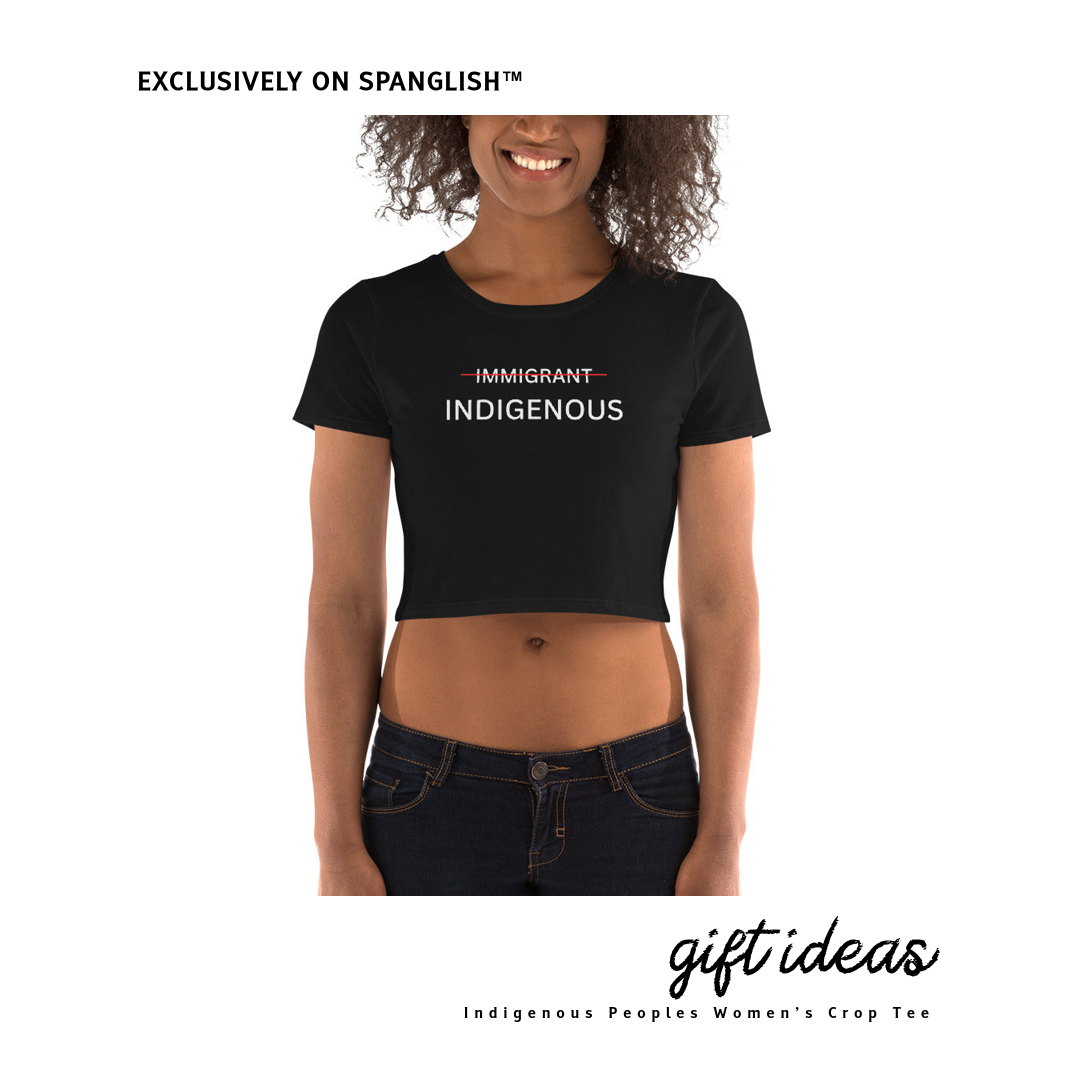 EXCLUSIVELY ON SPANGLISH™
IMMIGRANT
INDIGENOUS
gift ideas
Indigenous Peoples Women's Crop Tee